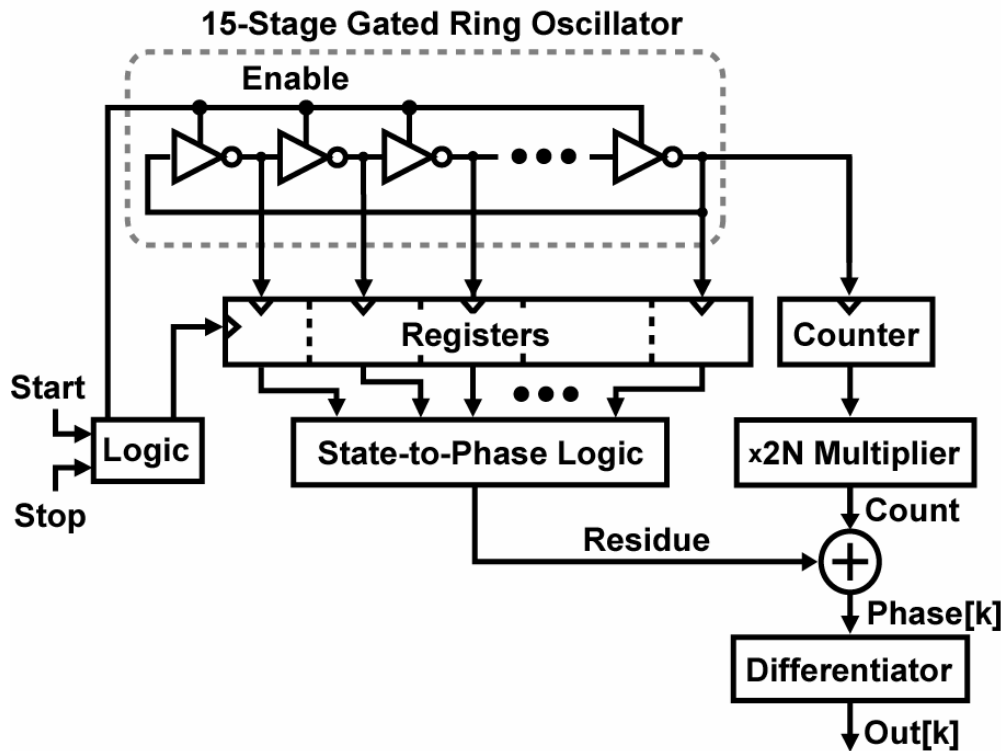 15-Stage Gated Ring Oscillator
Enable
Registers
Counter
Start
Logic
Stop
State-to-Phase Logic
x2N Multiplier
Count
Residue
Phase[k]
Differentiator
Out[k]